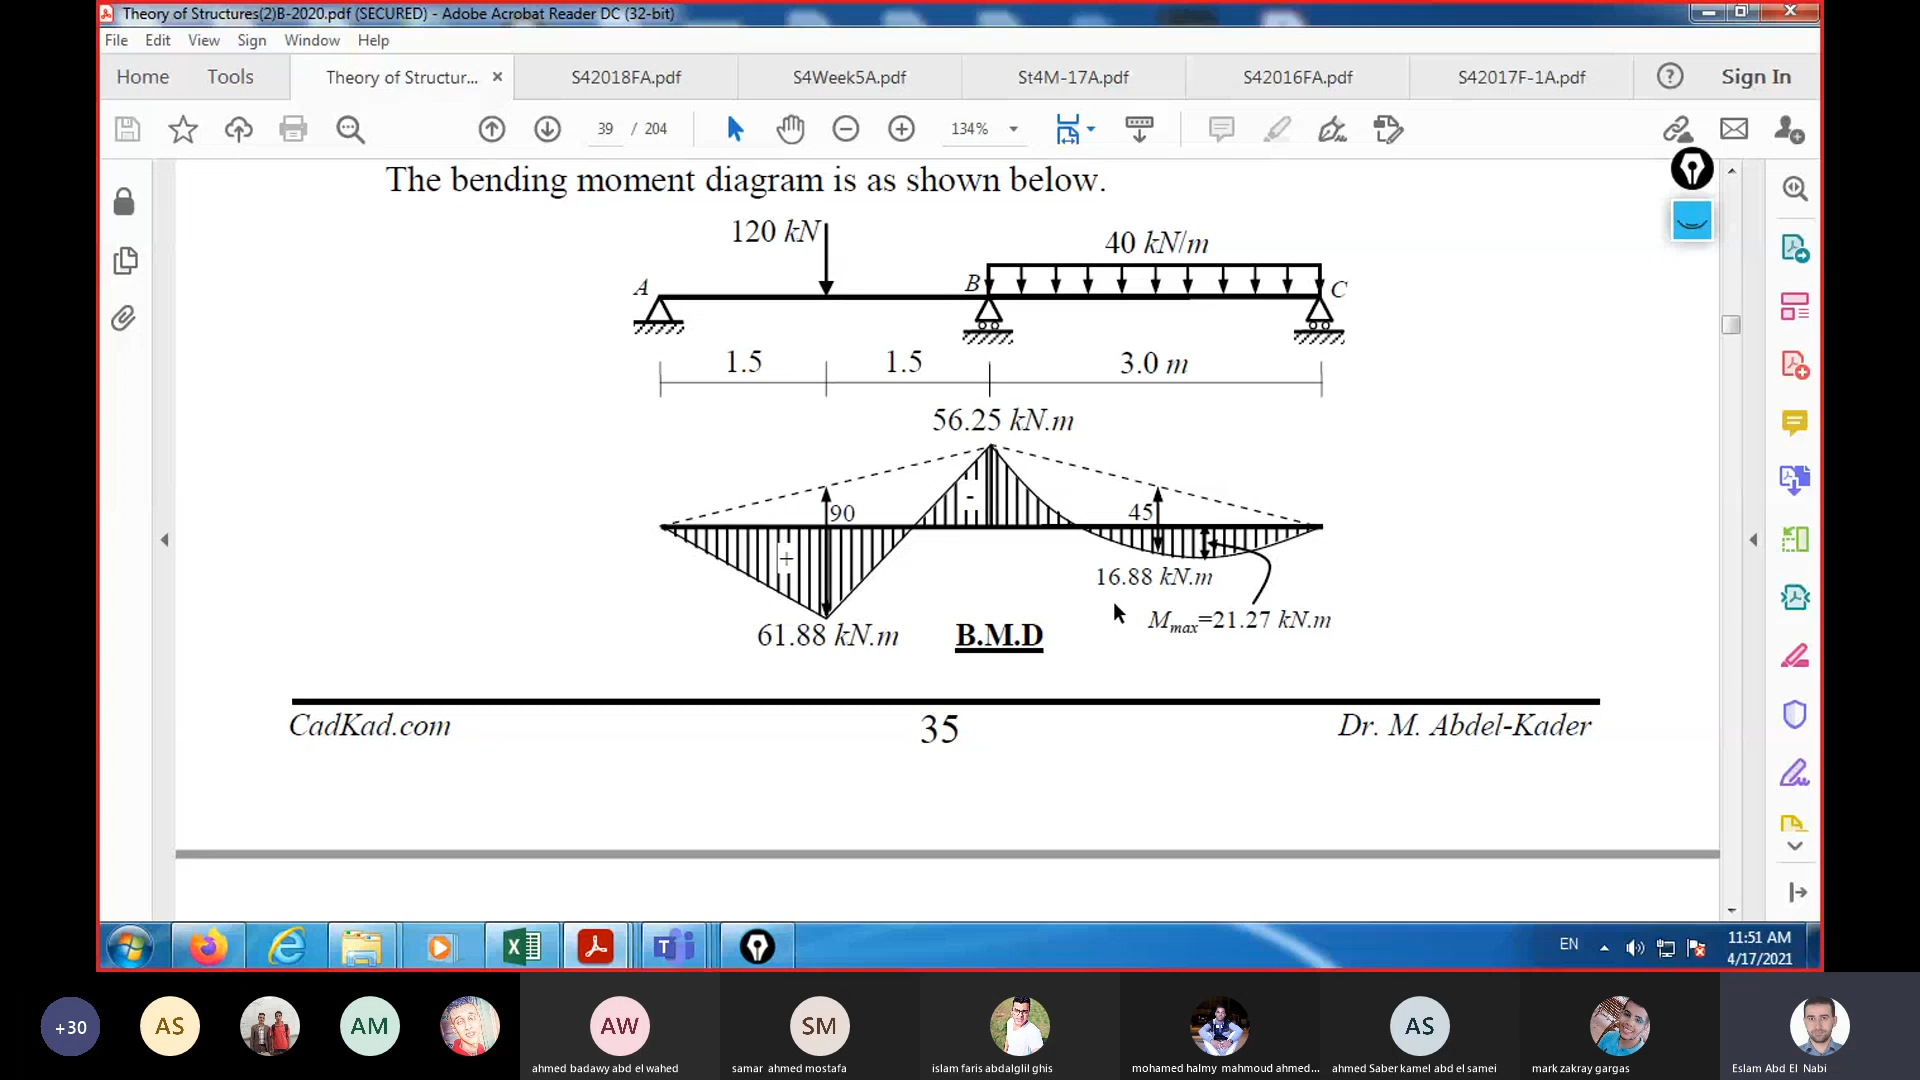 Theory of Structures(2)B-2020.pdf (SECURED) - Adobe Acrobat Reader DC (32-bit)
File Edit View Sign Window Help
Home Tools Theory of Structur... × S42018FA.pdf S4Week5A.pdf St4M-17A.pdf S42016FA.pdf S42017F-1A.pdf ? Sign In
39 / 204 134%
The bending moment diagram is as shown below.
120 kN
40 kN/m
A B C
1.5 1.5 3.0 m
56.25 kN.m
90 45
- +
16.88 kN.m
Mmax=21.27 kN.m
61.88 kN.m B.M.D
CadKad.com 35 Dr. M. Abdel-Kader
EN 11:51 AM
4/17/2021
+30 AS AM AW SM AS
ahmed badawy abd el wahed samar ahmed mostafa islam faris abdalglil ghis mohamed halmy mahmoud ahmed... ahmed Saber kamel abd el samei mark zakray gargas Eslam Abd El Nabi